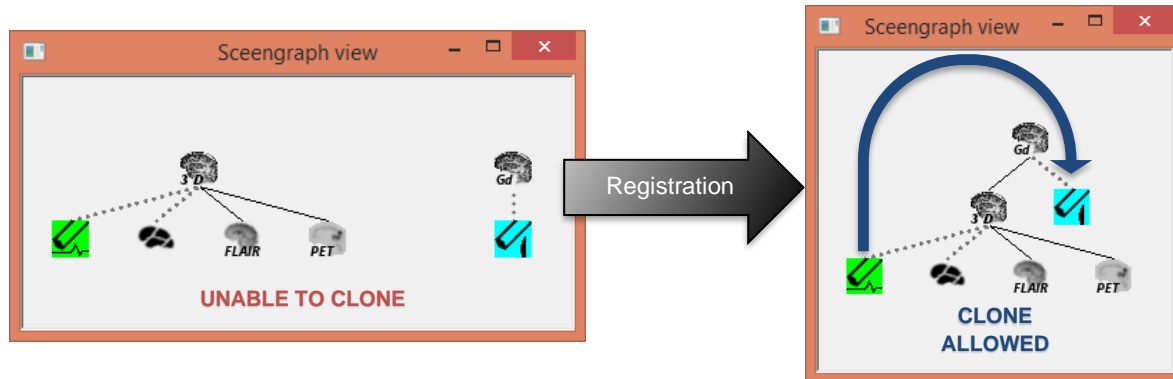 Sceengraph view
3D
Gd
FLAIR
PET
UNABLE TO CLONE
Registration
Sceengraph view
Gd
3D
FLAIR
PET
CLONE
ALLOWED